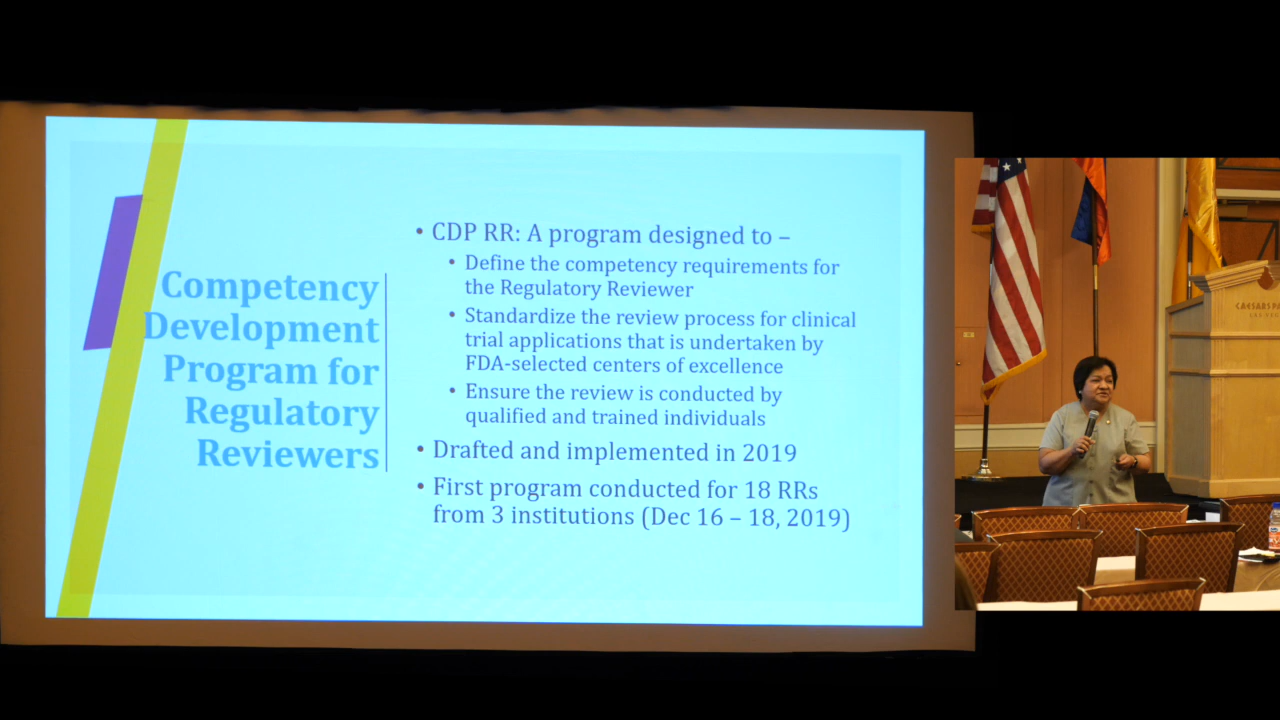 Competency
Development
Program for
Regulatory
Reviewers
• CDP RR: A program designed to –
• Define the competency requirements for
the Regulatory Reviewer
• Standardize the review process for clinical
trial applications that is undertaken by
FDA-selected centers of excellence
• Ensure the review is conducted by
qualified and trained individuals
• Drafted and implemented in 2019
• First program conducted for 18 RRs
from 3 institutions (Dec 16 – 18, 2019)
CAESARS